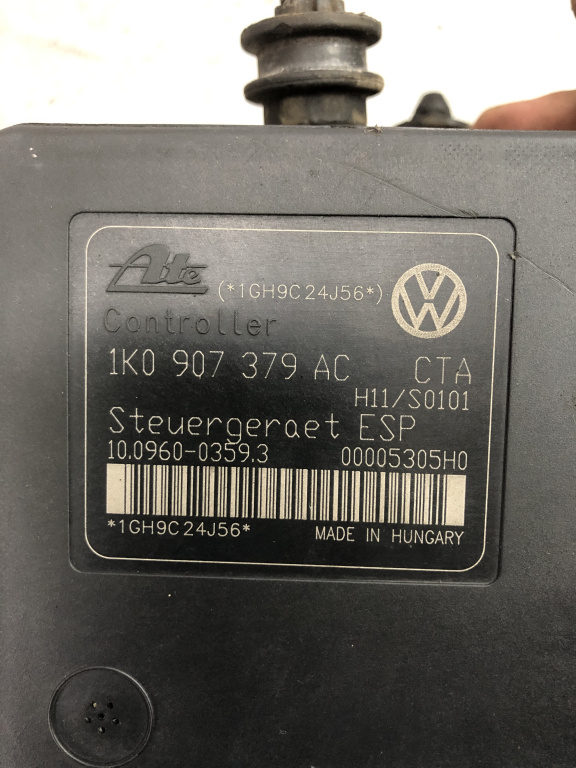 Ate (*1GH9C24J56*)
Controller
1K0 907 379 AC CTA
H11/S0101
Steuergeraet ESP
10.0960-0359.3 00005305H0
*1GH9C24J56* MADE IN HUNGARY